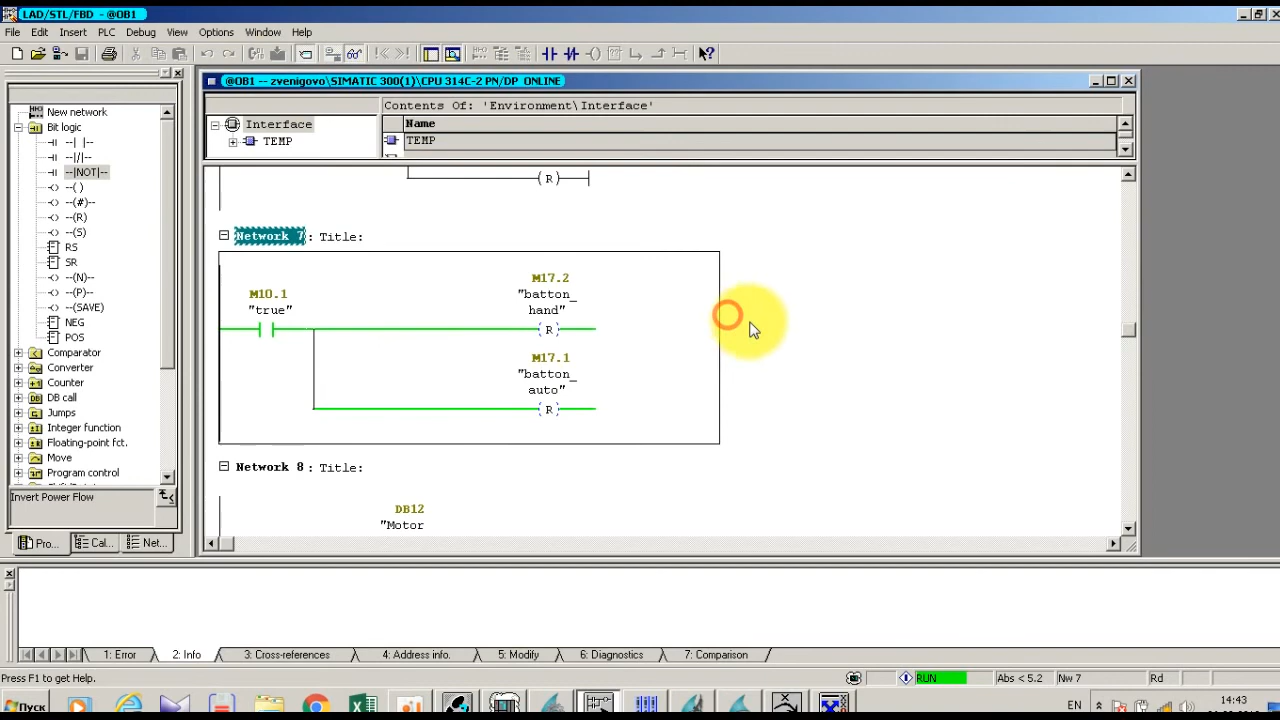 LAD/STL/FBD - @OB1
File Edit Insert PLC Debug View Options Window Help
@OB1 -- zvenigovo\SIMATIC 300(1)\CPU 314C-2 PN/DP ONLINE
Contents Of: 'Environment\Interface'
Interface
TEMP
Name
TEMP
New network
Bit logic
--| |--
--|/|--
--|NOT|--
--( )
--(#)--
--(R)
--(S)
RS
SR
--(N)--
--(P)--
--(SAVE)
NEG
POS
Comparator
Converter
Counter
DB call
Jumps
Integer function
Floating-point fct.
Move
Program control
Invert Power Flow
Pro... Cal... Net...
(R)
Network 7 : Title:
M10.1
"true"
M17.2
"batton_
hand"
(R)
M17.1
"batton_
auto"
(R)
Network 8 : Title:
DB12
"Motor
1: Error 2: Info 3: Cross-references 4: Address info. 5: Modify 6: Diagnostics 7: Comparison
Press F1 to get Help.
RUN Abs < 5.2 Nw 7 Rd
Пуск
EN
14:43